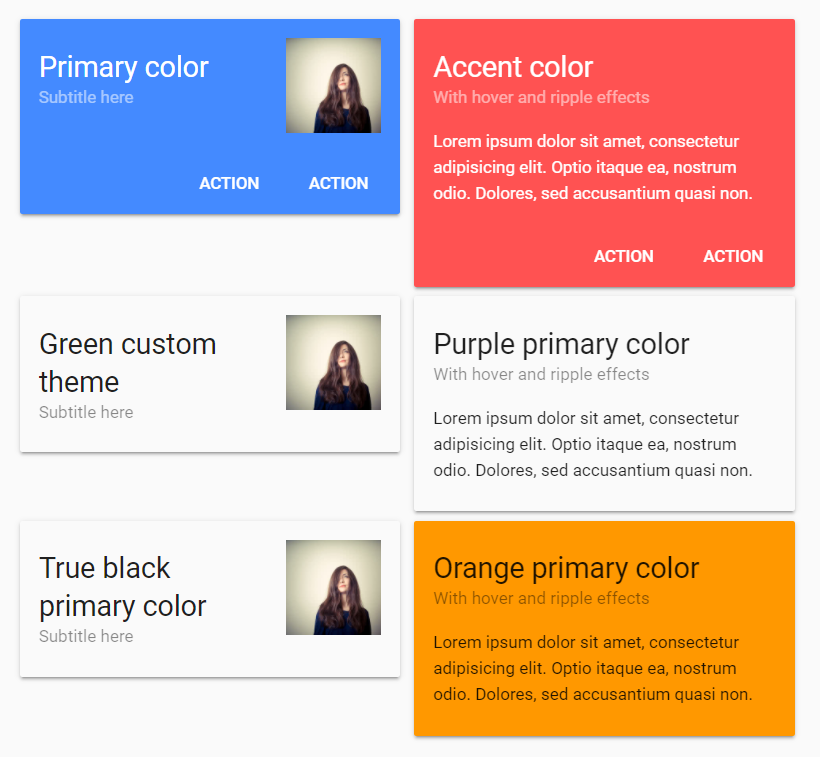 Primary color
Subtitle here
ACTION ACTION
Accent color
With hover and ripple effects
Lorem ipsum dolor sit amet, consectetur
adipisicing elit. Optio itaque ea, nostrum
odio. Dolores, sed accusantium quasi non.
ACTION ACTION
Green custom
theme
Subtitle here
Purple primary color
With hover and ripple effects
Lorem ipsum dolor sit amet, consectetur
adipisicing elit. Optio itaque ea, nostrum
odio. Dolores, sed accusantium quasi non.
True black
primary color
Subtitle here
Orange primary color
With hover and ripple effects
Lorem ipsum dolor sit amet, consectetur
adipisicing elit. Optio itaque ea, nostrum
odio. Dolores, sed accusantium quasi non.